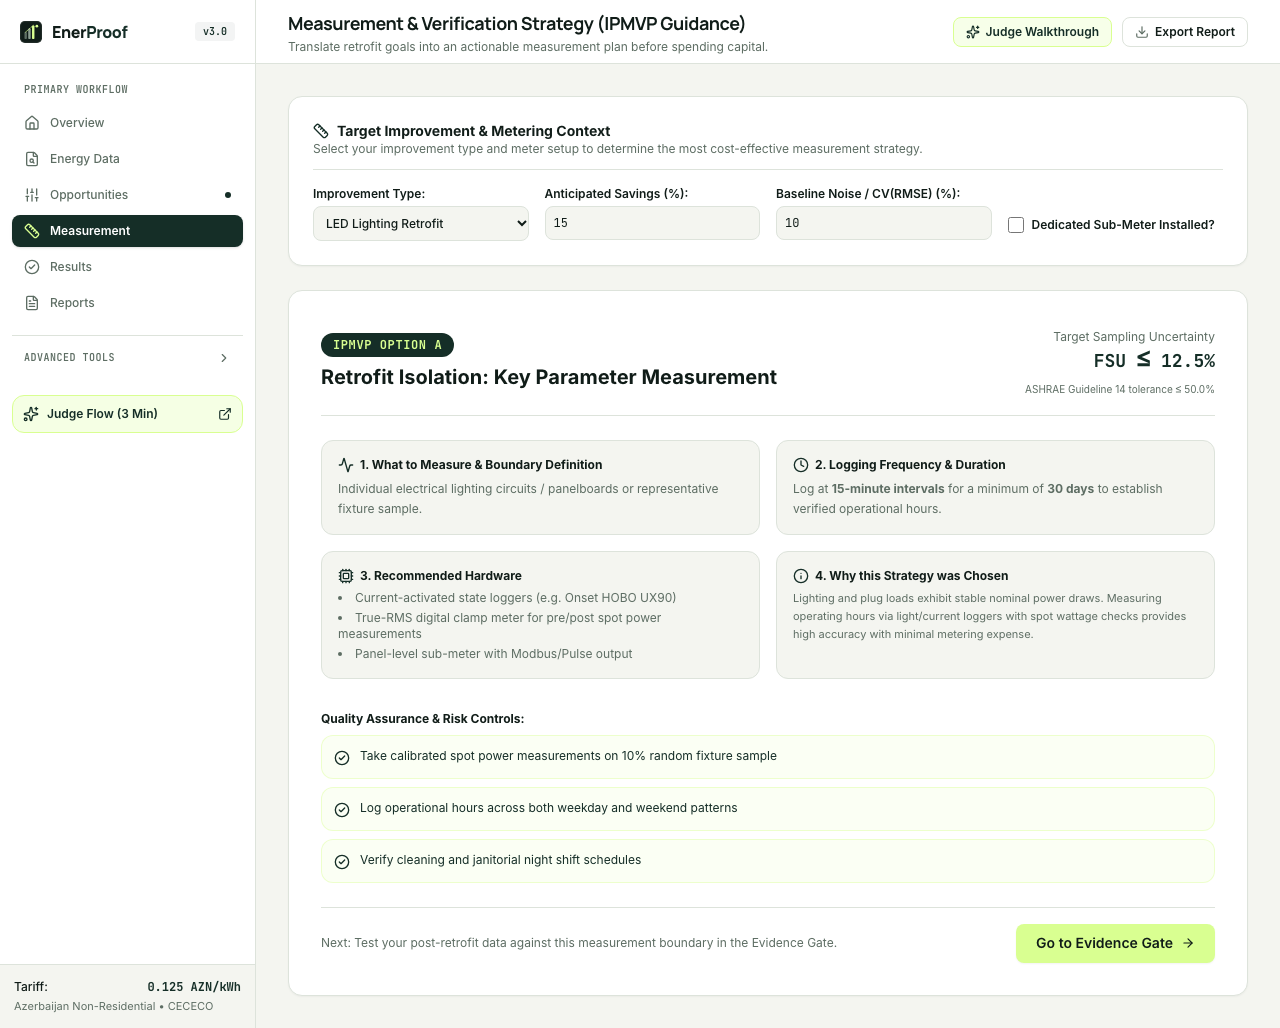 EnerProof
v3.0
PRIMARY WORKFLOW
Overview
Energy Data
Opportunities
Measurement
Results
Reports
ADVANCED TOOLS
Judge Flow (3 Min)
Tariff:
0.125 AZN/kWh
Azerbaijan Non-Residential • CECECO
Measurement & Verification Strategy (IPMVP Guidance)
Translate retrofit goals into an actionable measurement plan before spending capital.
Judge Walkthrough
Export Report
Target Improvement & Metering Context
Select your improvement type and meter setup to determine the most cost-effective measurement strategy.
Improvement Type:
LED Lighting Retrofit
Anticipated Savings (%):
15
Baseline Noise / CV(RMSE) (%):
10
Dedicated Sub-Meter Installed?
IPMVP OPTION A
Retrofit Isolation: Key Parameter Measurement
Target Sampling Uncertainty
FSU ≤ 12.5%
ASHRAE Guideline 14 tolerance ≤ 50.0%
1. What to Measure & Boundary Definition
Individual electrical lighting circuits / panelboards or representative
fixture sample.
2. Logging Frequency & Duration
Log at 15-minute intervals for a minimum of 30 days to establish
verified operational hours.
3. Recommended Hardware
• Current-activated state loggers (e.g. Onset HOBO UX90)
• True-RMS digital clamp meter for pre/post spot power
measurements
• Panel-level sub-meter with Modbus/Pulse output
4. Why this Strategy was Chosen
Lighting and plug loads exhibit stable nominal power draws. Measuring
operating hours via light/current loggers with spot wattage checks provides
high accuracy with minimal metering expense.
Quality Assurance & Risk Controls:
Take calibrated spot power measurements on 10% random fixture sample
Log operational hours across both weekday and weekend patterns
Verify cleaning and janitorial night shift schedules
Next: Test your post-retrofit data against this measurement boundary in the Evidence Gate.
Go to Evidence Gate